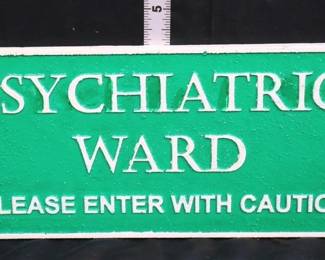 5
SYCHIATRIC
WARD
LEASE ENTER WITH CAUTIO